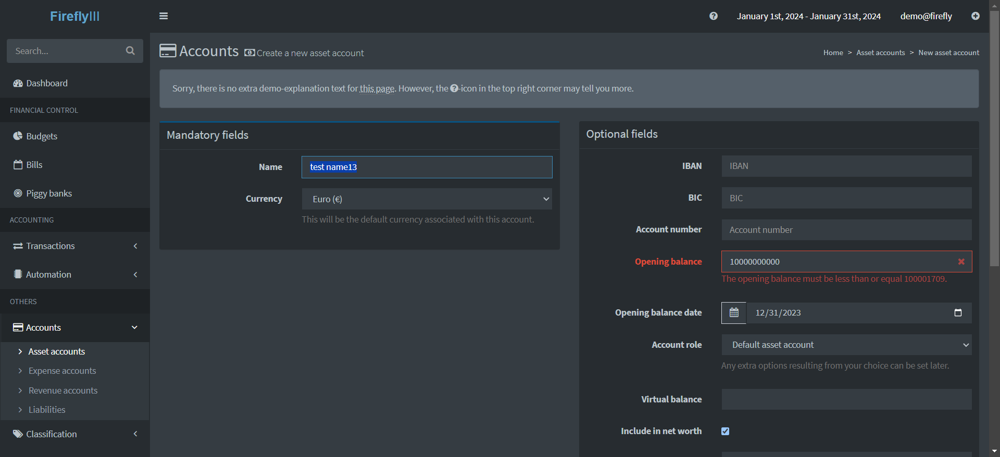 FireflyIII
January 1st, 2024 - January 31st, 2024
demo@firefly
Search...
Dashboard
FINANCIAL CONTROL
Budgets
Bills
Piggy banks
ACCOUNTING
Transactions
Automation
OTHERS
Accounts
Asset accounts
Expense accounts
Revenue accounts
Liabilities
Classification
Accounts Create a new asset account
Home > Asset accounts > New asset account
Sorry, there is no extra demo-explanation text for this page. However, the ?-icon in the top right corner may tell you more.
Mandatory fields
Name test name13
Currency Euro (€)
This will be the default currency associated with this account.
Optional fields
IBAN IBAN
BIC BIC
Account number Account number
Opening balance 10000000000
The opening balance must be less than or equal 100001709.
Opening balance date 12/31/2023
Account role Default asset account
Any extra options resulting from your choice can be set later.
Virtual balance
Include in net worth